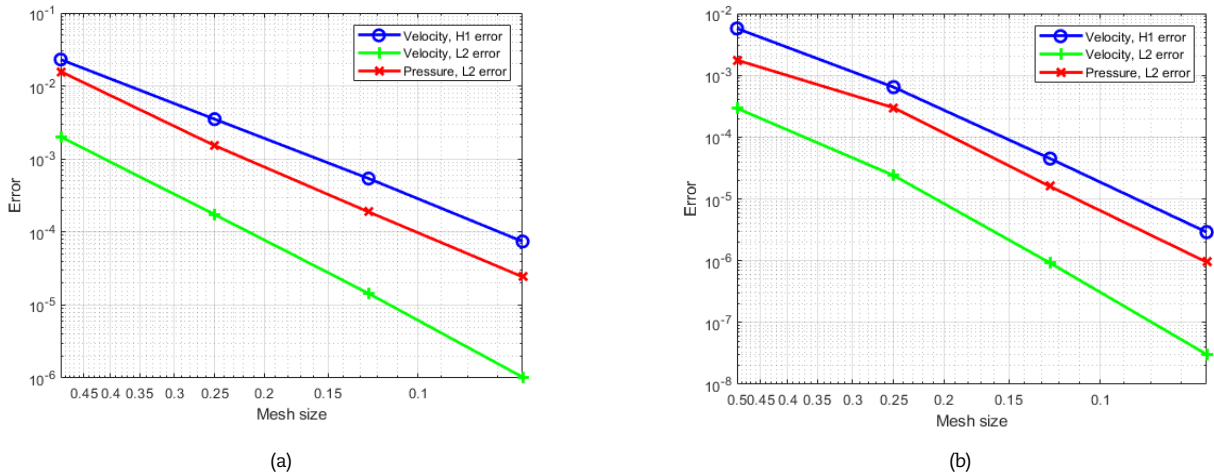 10^-1
10^-2
10^-3
10^-4
10^-5
10^-6
Error
Velocity, H1 error
Velocity, L2 error
Pressure, L2 error
0.45 0.4 0.35 0.3 0.25 0.2 0.15 0.1
Mesh size
(a)
10^-2
10^-3
10^-4
10^-5
10^-6
10^-7
10^-8
Error
Velocity, H1 error
Velocity, L2 error
Pressure, L2 error
0.50.45 0.4 0.35 0.3 0.25 0.2 0.15 0.1
Mesh size
(b)